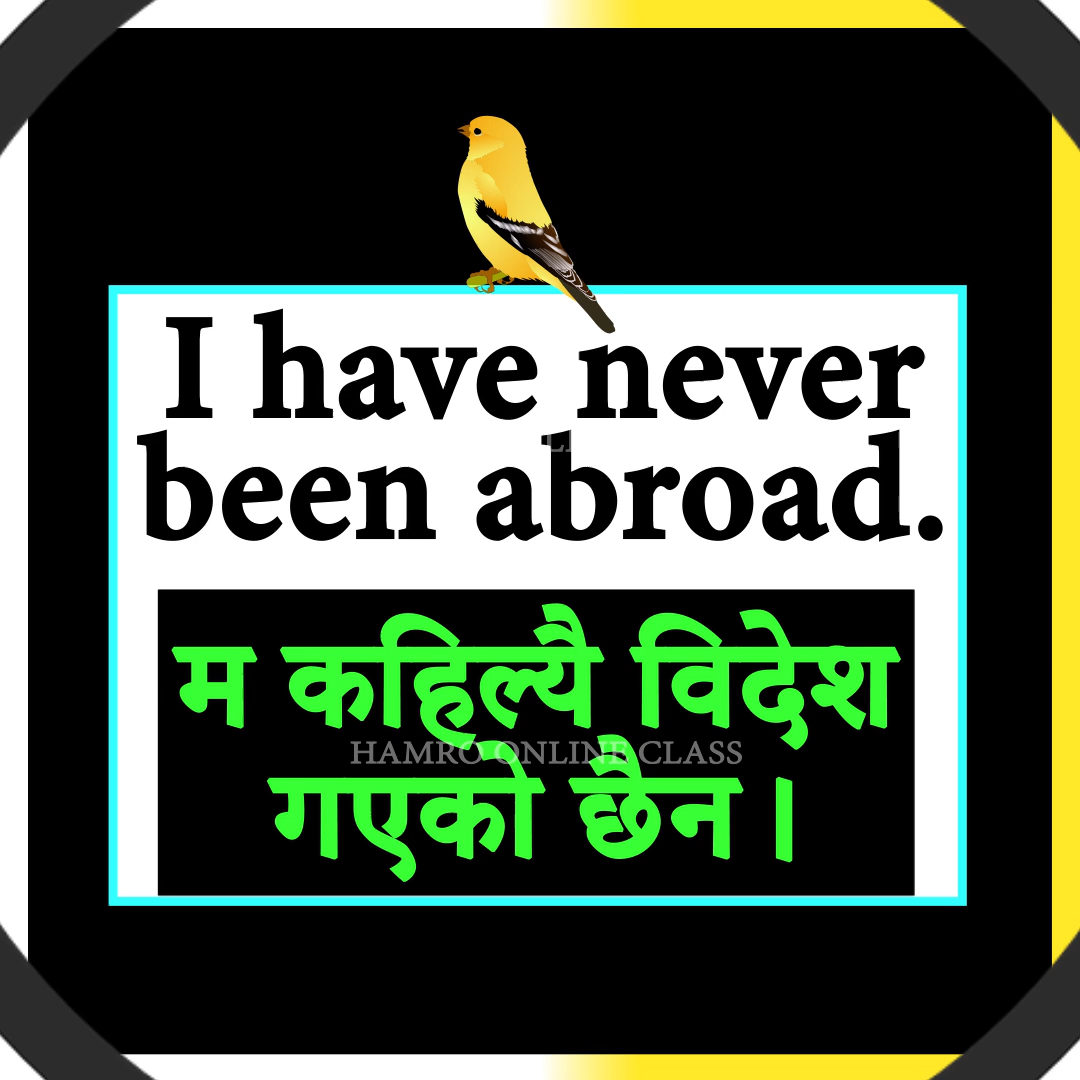 I have never
been abroad.
म कहिल्यै विदेश
HAMRO ONLINE CLASS
गएको छैन ।